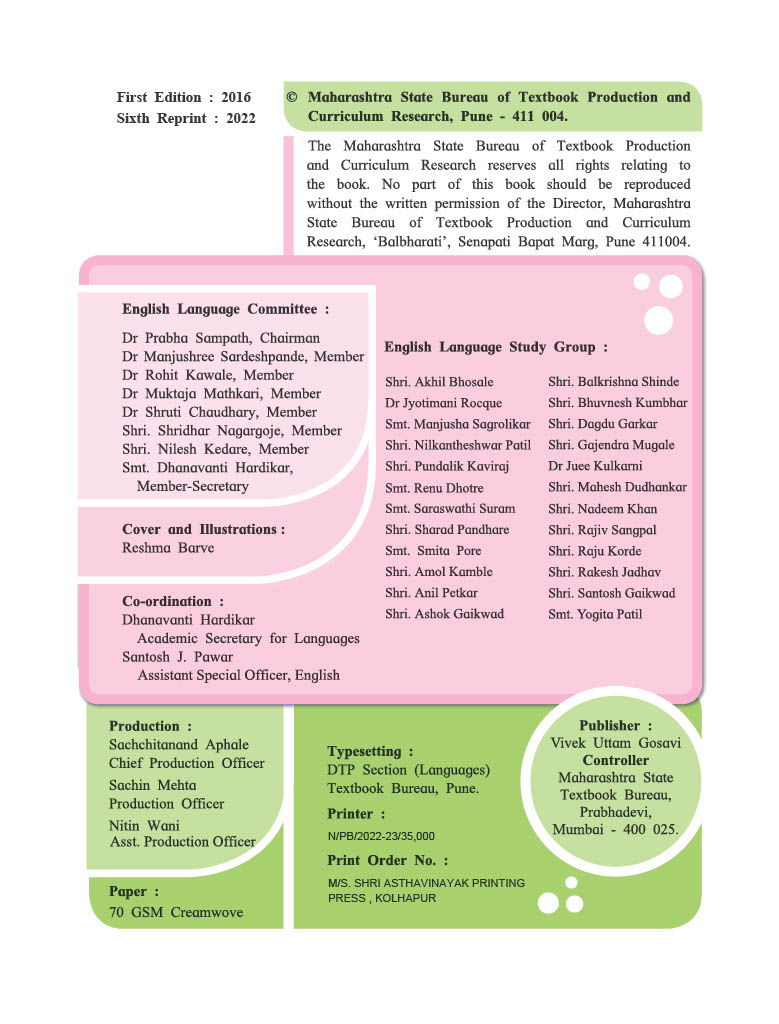 First Edition : 2016
Sixth Reprint : 2022
© Maharashtra State Bureau of Textbook Production and
Curriculum Research, Pune - 411 004.
The Maharashtra State Bureau of Textbook Production
and Curriculum Research reserves all rights relating to
the book. No part of this book should be reproduced
without the written permission of the Director, Maharashtra
State Bureau of Textbook Production and Curriculum
Research, ‘Balbharati’, Senapati Bapat Marg, Pune 411004.
English Language Committee :
Dr Prabha Sampath, Chairman
Dr Manjushree Sardeshpande, Member
Dr Rohit Kawale, Member
Dr Muktaja Mathkari, Member
Dr Shruti Chaudhary, Member
Shri. Shridhar Nagargoje, Member
Shri. Nilesh Kedare, Member
Smt. Dhanavanti Hardikar,
Member-Secretary
Cover and Illustrations :
Reshma Barve
Co-ordination :
Dhanavanti Hardikar
Academic Secretary for Languages
Santosh J. Pawar
Assistant Special Officer, English
English Language Study Group :
Shri. Akhil Bhosale
Dr Jyotimani Rocque
Smt. Manjusha Sagrolikar
Shri. Nilkantheshwar Patil
Shri. Pundalik Kaviraj
Smt. Renu Dhotre
Smt. Saraswathi Suram
Shri. Sharad Pandhare
Smt. Smita Pore
Shri. Amol Kamble
Shri. Anil Petkar
Shri. Ashok Gaikwad
Shri. Balkrishna Shinde
Shri. Bhuvnesh Kumbhar
Shri. Dagdu Garkar
Shri. Gajendra Mugale
Dr Juee Kulkarni
Shri. Mahesh Dudhankar
Shri. Nadeem Khan
Shri. Rajiv Sangpal
Shri. Raju Korde
Shri. Rakesh Jadhav
Shri. Santosh Gaikwad
Smt. Yogita Patil
Production :
Sachchitanand Aphale
Chief Production Officer
Sachin Mehta
Production Officer
Nitin Wani
Asst. Production Officer
Paper :
70 GSM Creamwove
Typesetting :
DTP Section (Languages)
Textbook Bureau, Pune.
Printer :
N/PB/2022-23/35,000
Print Order No. :
M/S. SHRI ASTHAVINAYAK PRINTING
PRESS , KOLHAPUR
Publisher :
Vivek Uttam Gosavi
Controller
Maharashtra State
Textbook Bureau,
Prabhadevi,
Mumbai - 400 025.